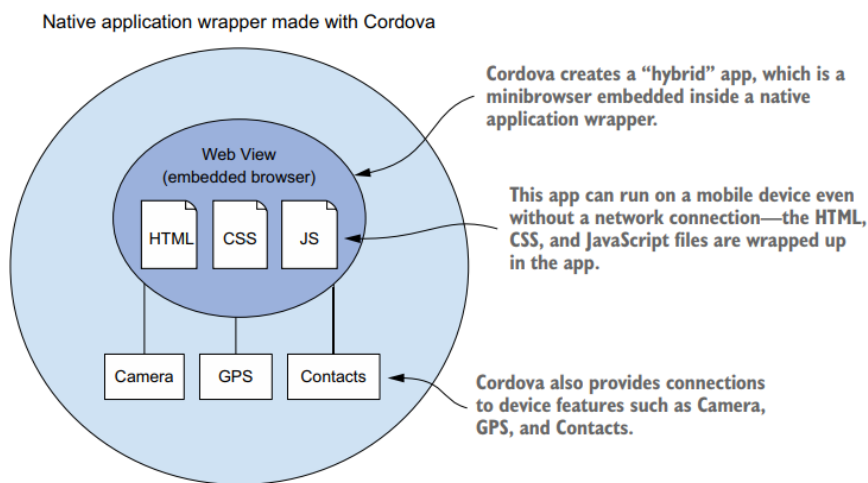 Native application wrapper made with Cordova
Cordova creates a “hybrid” app, which is a
minibrowser embedded inside a native
application wrapper.
Web View
(embedded browser)
HTML
CSS
JS
This app can run on a mobile device even
without a network connection—the HTML,
CSS, and JavaScript files are wrapped up
in the app.
Camera
GPS
Contacts
Cordova also provides connections
to device features such as Camera,
GPS, and Contacts.